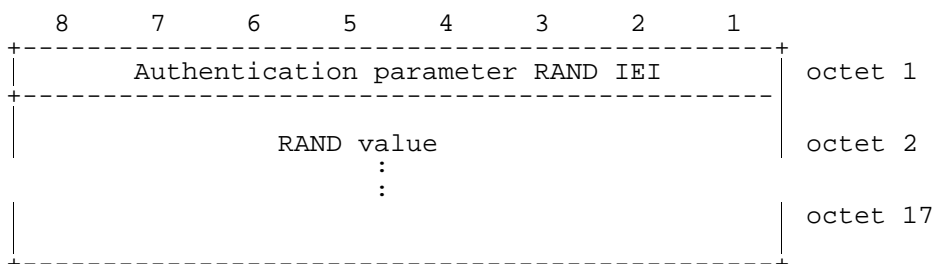 8 7 6 5 4 3 2 1
Authentication parameter RAND IEI octet 1
RAND value octet 2
:
:
octet 17